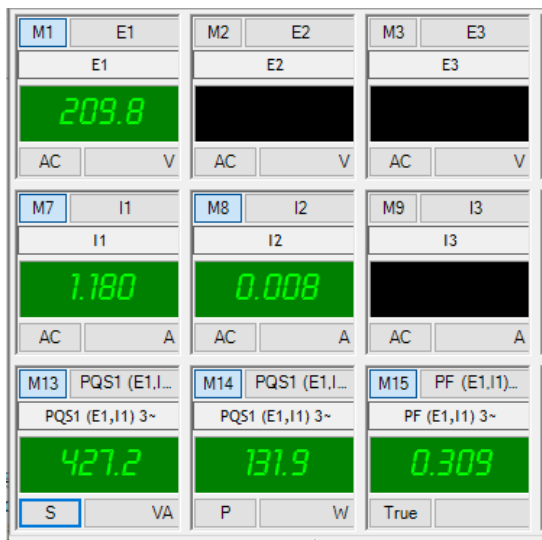 M1 E1 M2 E2 M3 E3
E1 E2 E3
209.8
AC V AC V AC V
M7 I1 M8 I2 M9 I3
I1 I2 I3
1.180 0.008
AC A AC A AC A
M13 PQS1 (E1,I... M14 PQS1 (E1,I... M15 PF (E1,I1)...
PQS1 (E1,I1) 3~ PQS1 (E1,I1) 3~ PF (E1,I1) 3~
427.2 131.9 0.309
S VA P W True